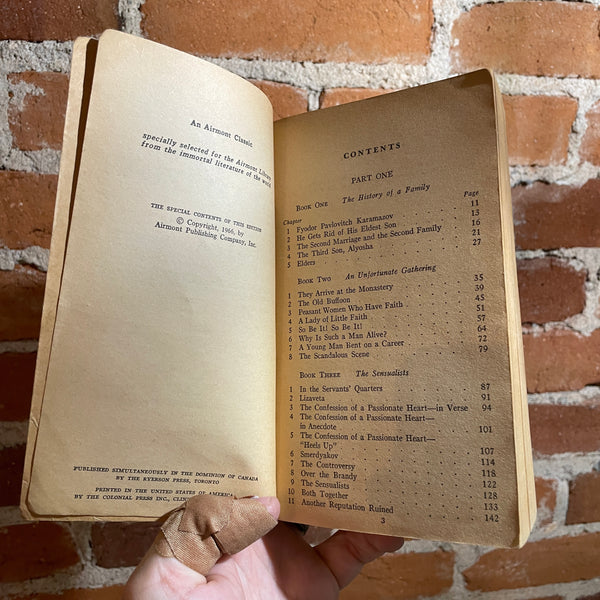 An Airmont Classic
specially selected for the Airmont Library
from the immortal literature of the world
THE SPECIAL CONTENTS OF THIS EDITION
© Copyright, 1966, by
Airmont Publishing Company, Inc.
PUBLISHED SIMULTANEOUSLY IN THE DOMINION OF CANADA
BY THE RYERSON PRESS, TORONTO
PRINTED IN THE UNITED STATES OF AMERICA
BY THE COLONIAL PRESS INC.,
CONTENTS
PART ONE
BOOK ONE The History of a Family
Chapter Page
1 Fyodor Pavlovitch Karamazov 11
2 He Gets Rid of His Eldest Son 13
3 The Second Marriage and the Second Family 16
4 The Third Son, Alyosha 21
5 Elders 27
BOOK TWO An Unfortunate Gathering
1 They Arrive at the Monastery 35
2 The Old Buffoon 39
3 Peasant Women Who Have Faith 45
4 A Lady of Little Faith 51
5 So Be It! So Be It! 57
6 Why Is Such a Man Alive? 64
7 A Young Man Bent on a Career 72
8 The Scandalous Scene 79
BOOK THREE The Sensualists
1 In the Servants' Quarters 87
2 Lizaveta 91
3 The Confession of a Passionate Heart—in Verse 94
4 The Confession of a Passionate Heart—
in Anecdote 101
5 The Confession of a Passionate Heart—
"Heels Up" 107
6 Smerdyakov 114
7 The Controversy 118
8 Over the Brandy 122
9 The Sensualists 128
10 Both Together 133
11 Another Reputation Ruined 142
3